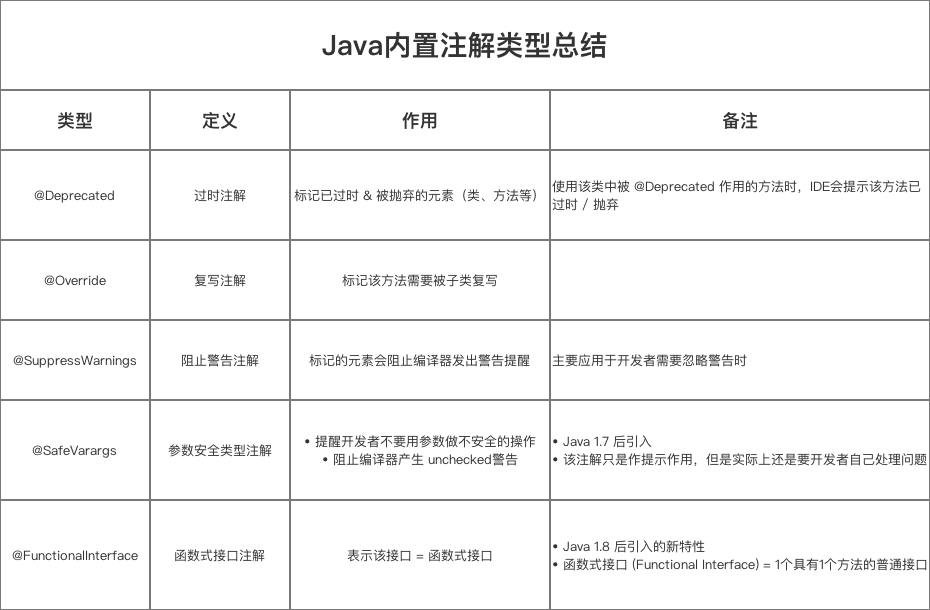 Java内置注解类型总结
类型
定义
作用
备注
@Deprecated
过时注解
标记已过时 & 被抛弃的元素（类、方法等）
使用该类中被 @Deprecated 作用的方法时，IDE会提示该方法已
过时 / 抛弃
@Override
复写注解
标记该方法需要被子类复写
@SuppressWarnings
阻止警告注解
标记的元素会阻止编译器发出警告提醒
主要应用于开发者需要忽略警告时
@SafeVarargs
参数安全类型注解
• 提醒开发者不要用参数做不安全的操作
• 阻止编译器产生 unchecked警告
• Java 1.7 后引入
• 该注解只是作提示作用，但是实际上还是要开发者自己处理问题
@FunctionalInterface
函数式接口注解
表示该接口 = 函数式接口
• Java 1.8 后引入的新特性
• 函数式接口 (Functional Interface) = 1个具有1个方法的普通接口